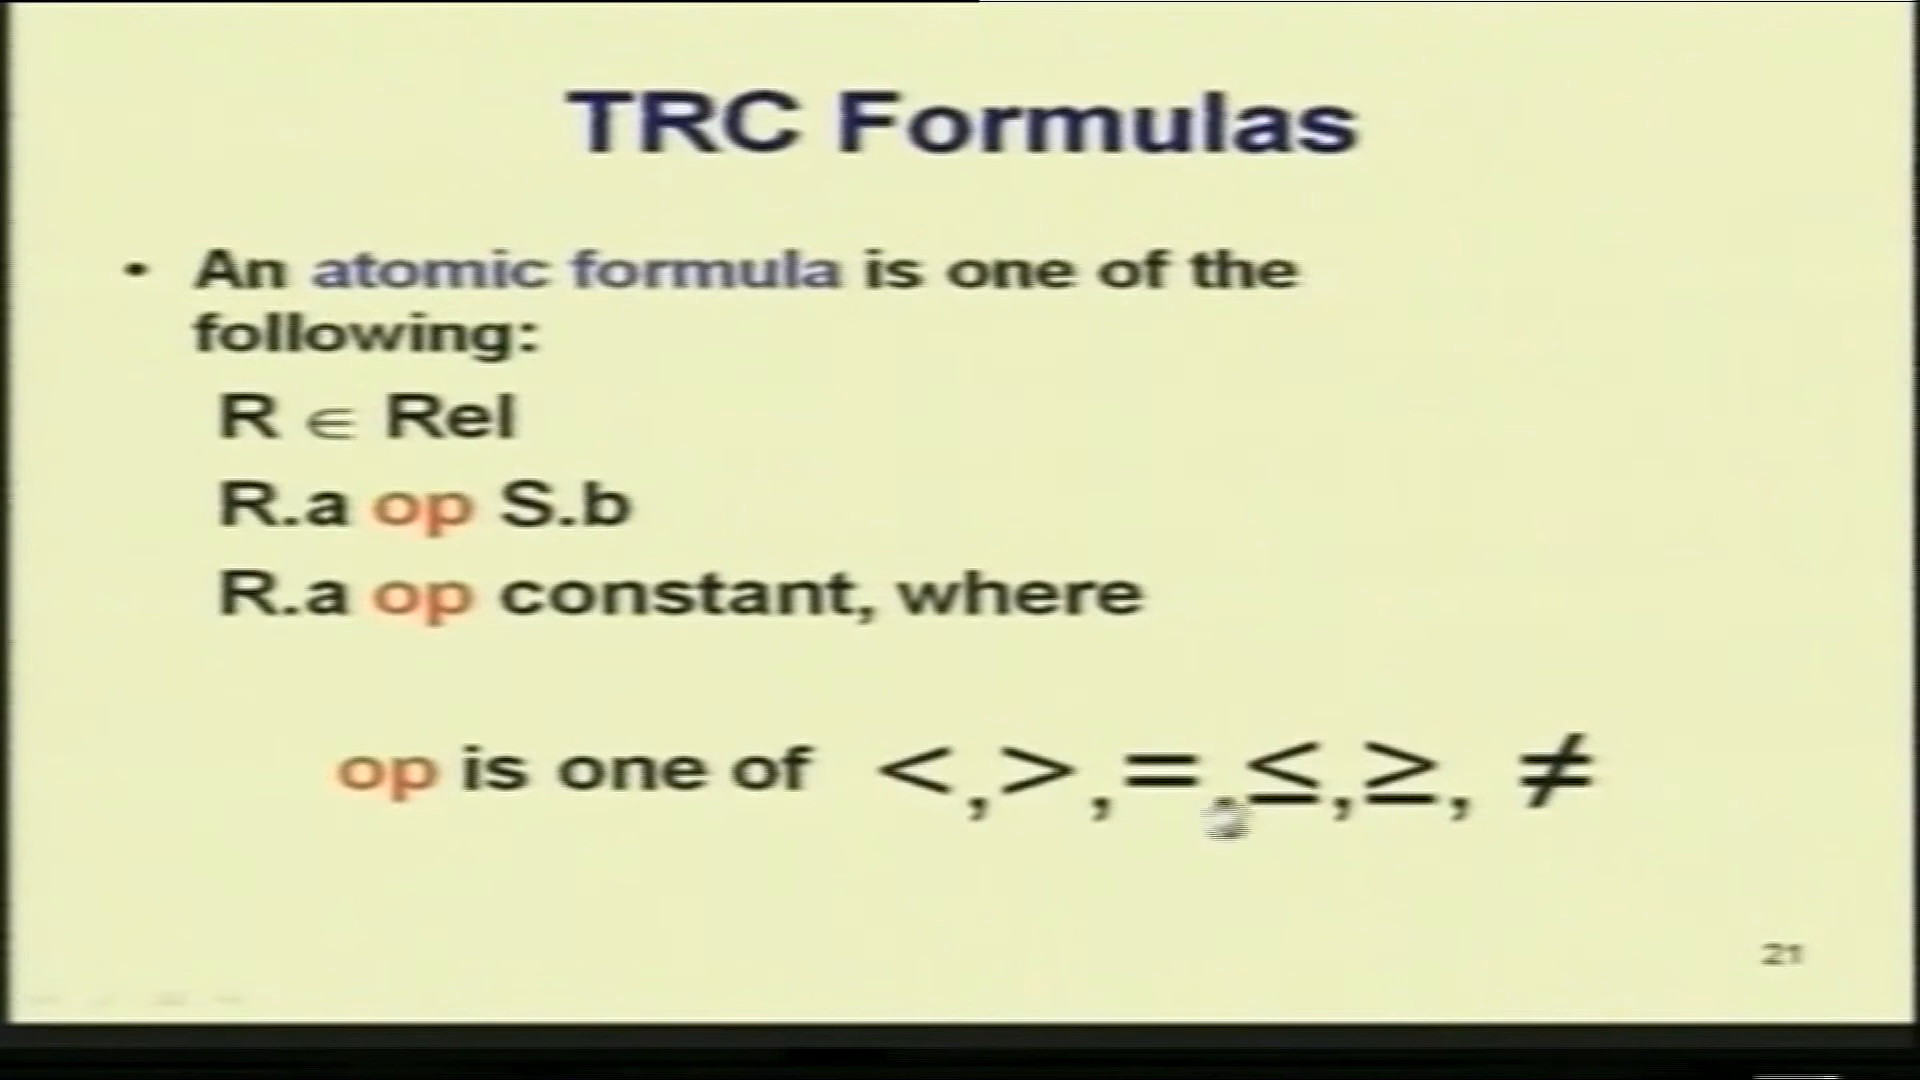 TRC Formulas
• An atomic formula is one of the
following:
R ∈ Rel
R.a op S.b
R.a op constant, where
op is one of <,>,=,≤,≥, ≠
21